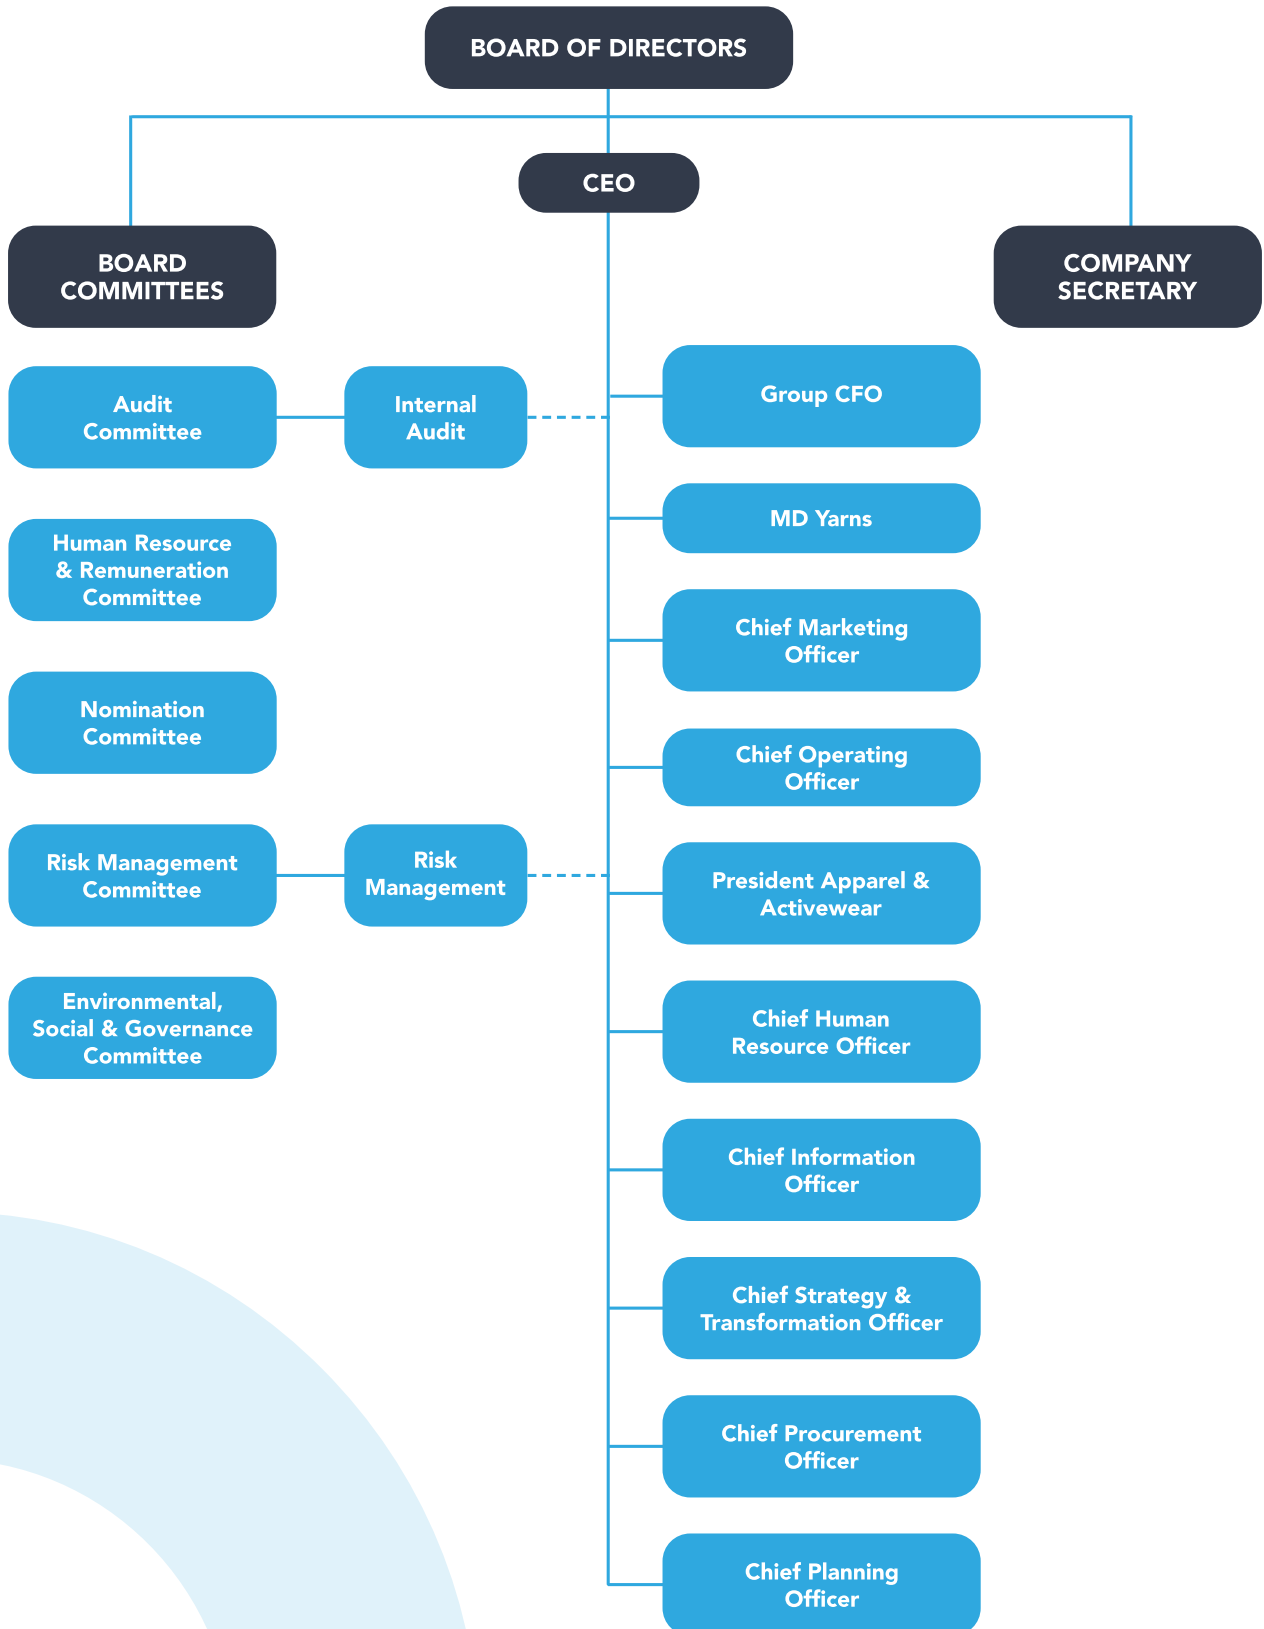 BOARD OF DIRECTORS
CEO
BOARD
COMMITTEES
COMPANY
SECRETARY
Audit
Committee
Internal
Audit
Group CFO
MD Yarns
Human Resource
& Remuneration
Committee
Chief Marketing
Officer
Nomination
Committee
Chief Operating
Officer
Risk Management
Committee
Risk
Management
President Apparel &
Activewear
Environmental,
Social & Governance
Committee
Chief Human
Resource Officer
Chief Information
Officer
Chief Strategy &
Transformation Officer
Chief Procurement
Officer
Chief Planning
Officer